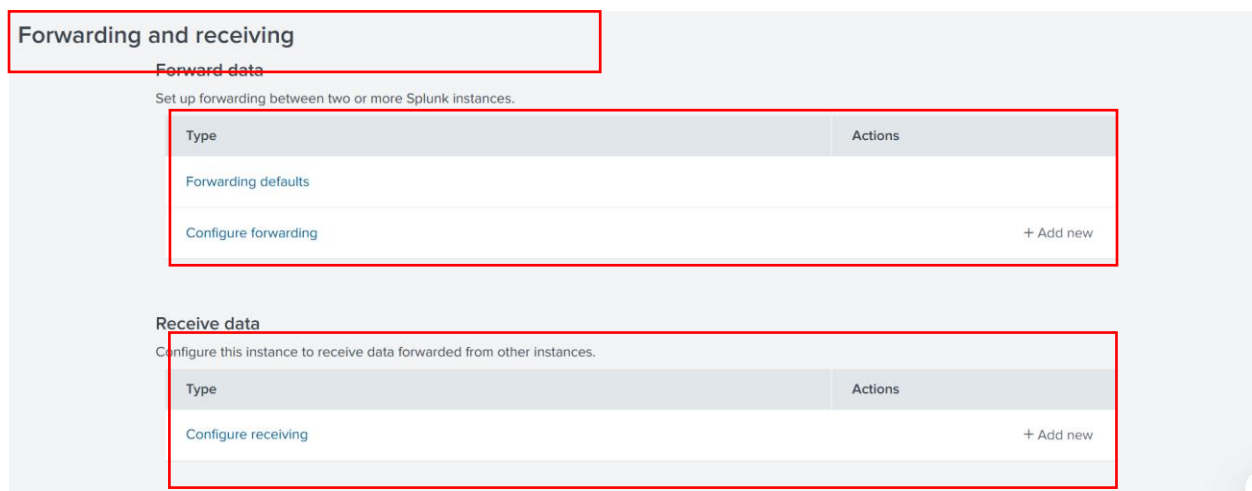 Forwarding and receiving
Forward data
Set up forwarding between two or more Splunk instances.
Type Actions
Forwarding defaults
Configure forwarding + Add new
Receive data
Configure this instance to receive data forwarded from other instances.
Type Actions
Configure receiving + Add new